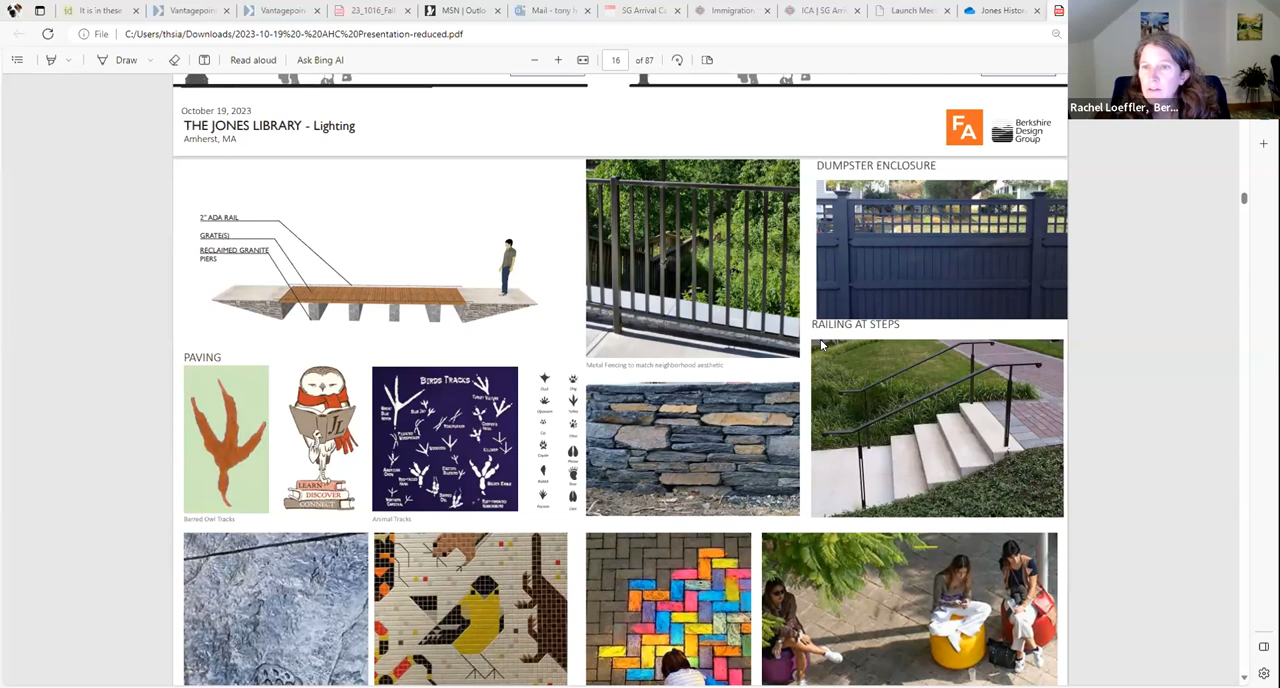 It is in these
Vantagepoin
Vantagepoin
23_1016_Fall
MSN | Outlo
Mail - tony h
SG Arrival Ca
Immigration
ICA | SG Arri
Launch Mee
Jones Histor
File
C:/Users/thsia/Downloads/2023-10-19%20-%20AHC%20Presentation-reduced.pdf
Draw
Read aloud
Ask Bing AI
16
of 87
Rachel Loeffler, Ber...
October 19, 2023
THE JONES LIBRARY - Lighting
Amherst, MA
FA
Berkshire
Design
Group
2" ADA RAIL
GRATE(S)
RECLAIMED GRANITE
PIERS
DUMPSTER ENCLOSURE
RAILING AT STEPS
Metal Fencing to match neighborhood aesthetic
PAVING
JL
LEARN
DISCOVER
CONNECT
BIRDS TRACKS
Barred Owl Tracks
Animal Tracks